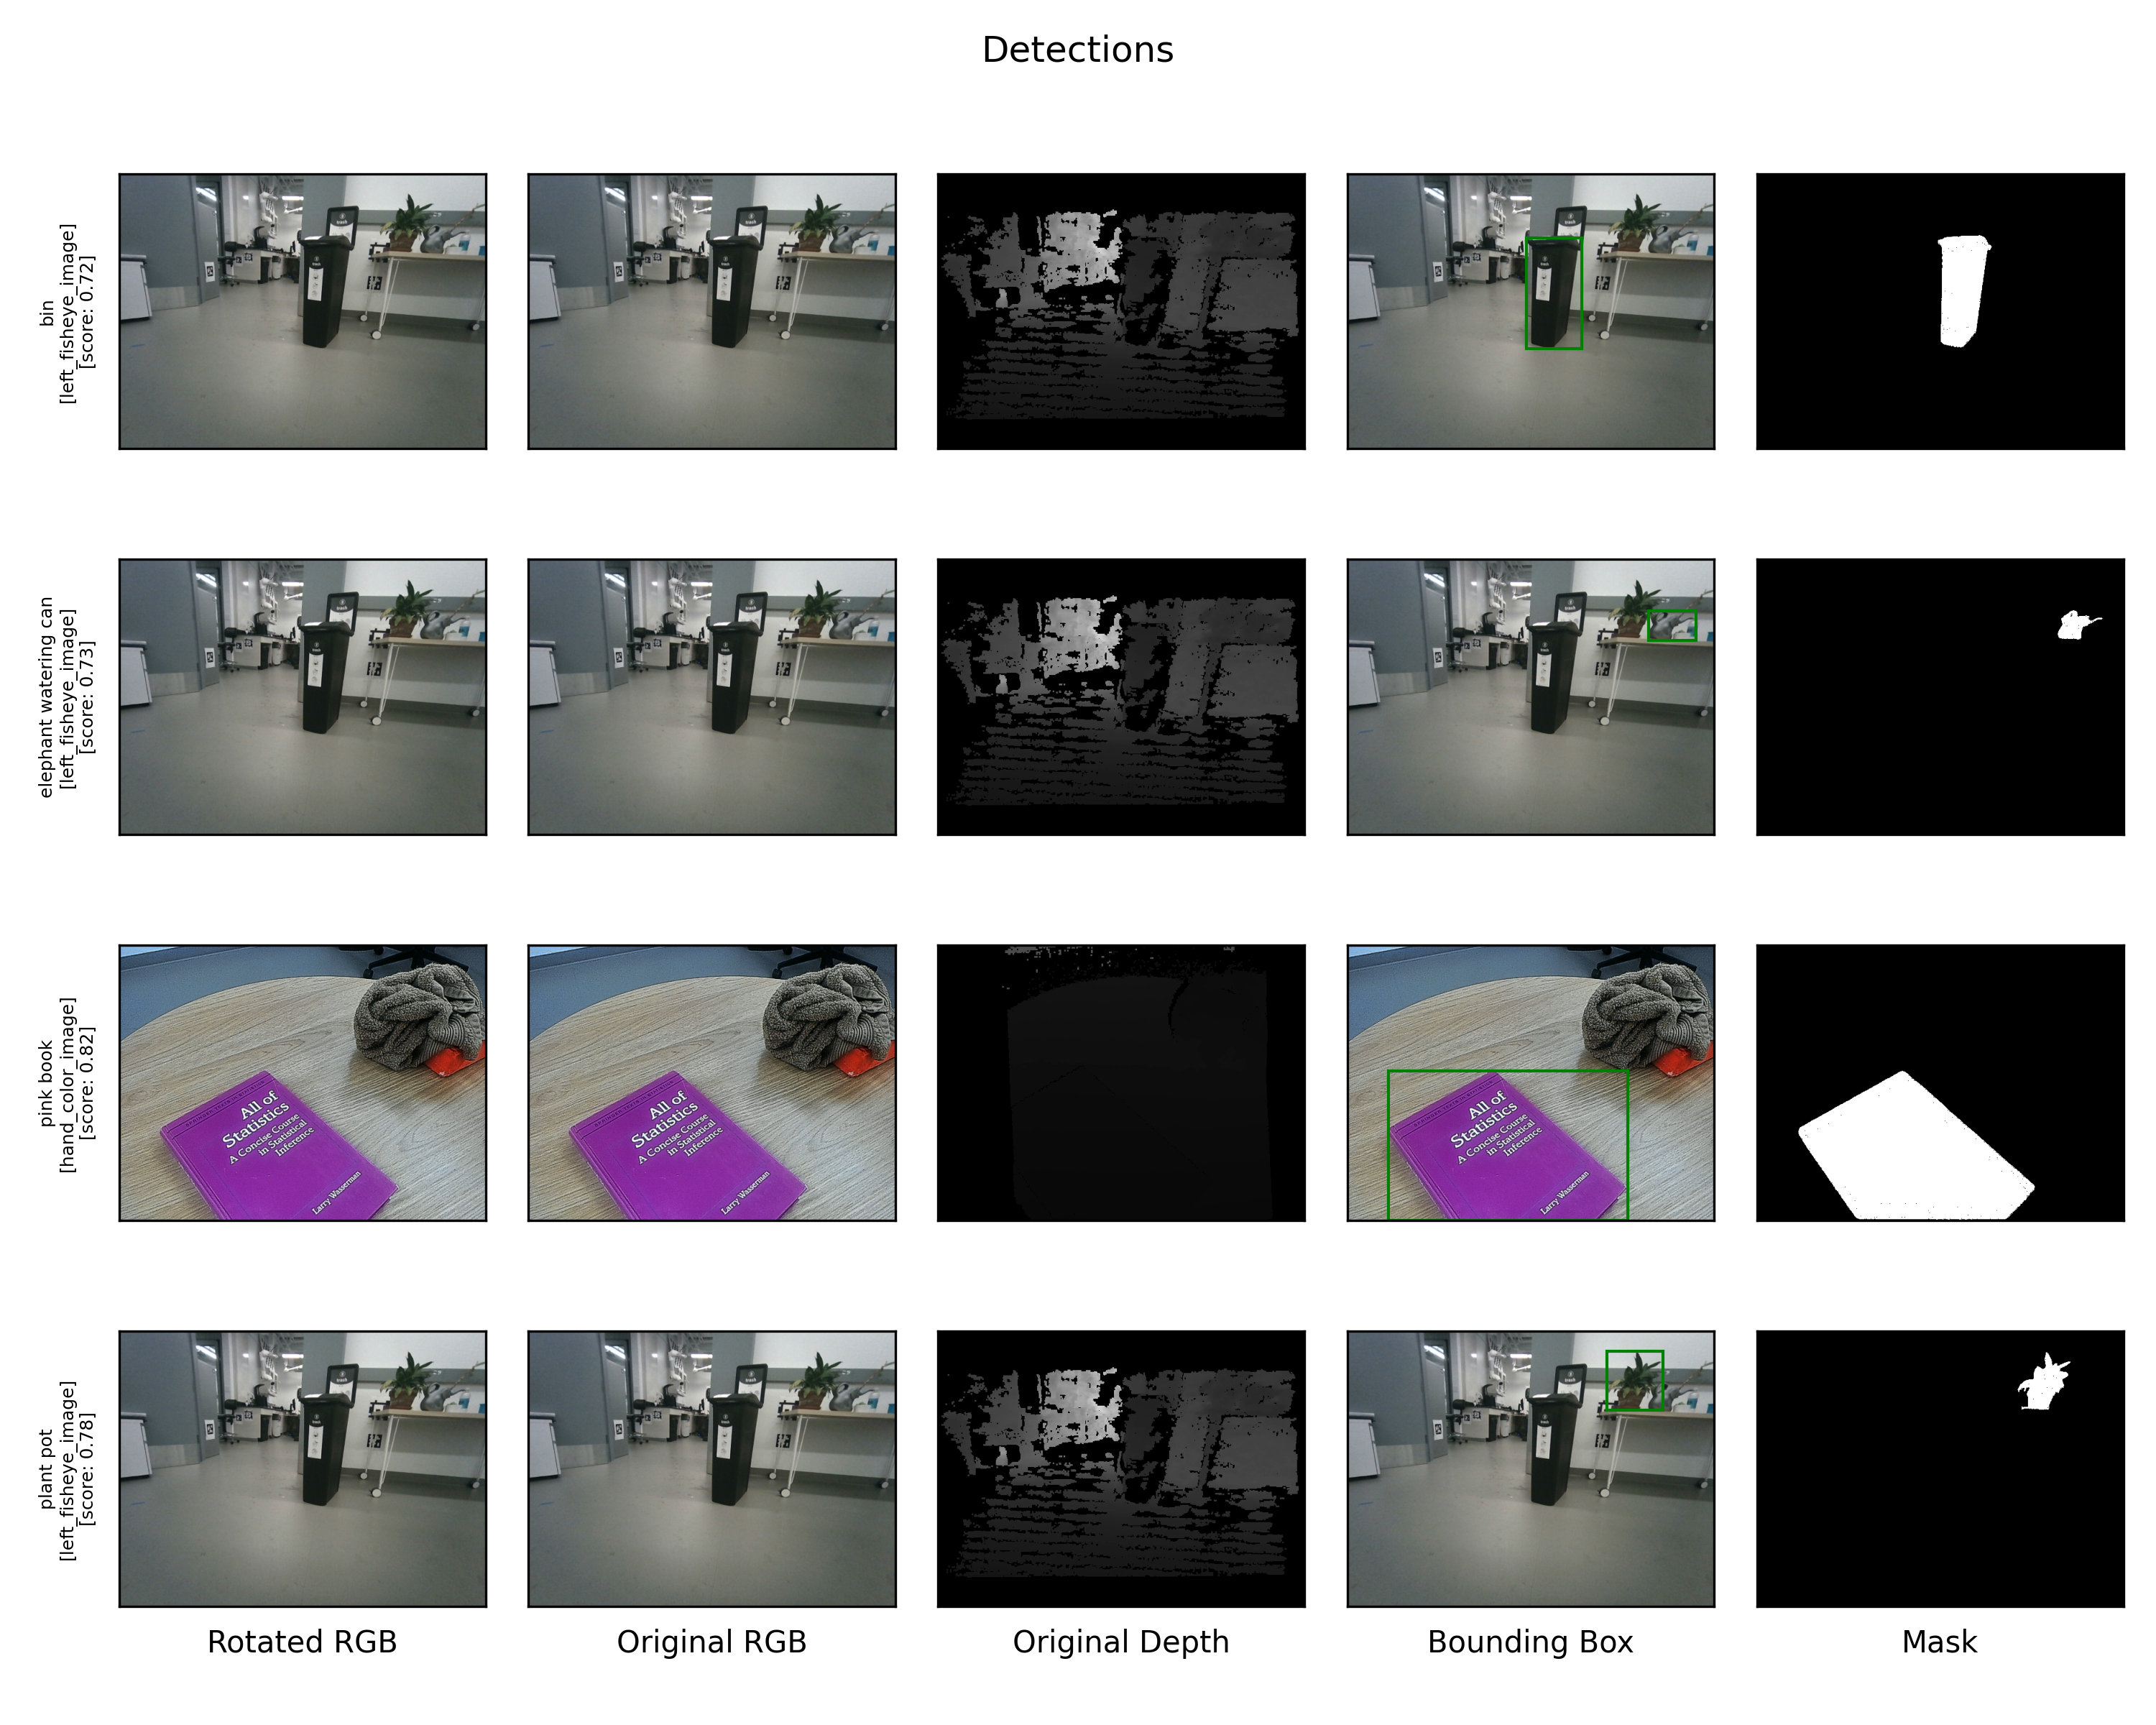 Detections
bin
[left_fisheye_image]
[score: 0.72]
trash
elephant watering can
[left_fisheye_image]
[score: 0.73]
trash
pink book
[hand_color_image]
[score: 0.82]
All of
Statistics
A Concise Course
in Statistical
Inference
Larry Wasserman
All of
Statistics
A Concise Course
in Statistical
Inference
Larry Wasserman
All of
Statistics
A Concise Course
in Statistical
Inference
Larry Wasserman
plant pot
[left_fisheye_image]
[score: 0.78]
trash
Rotated RGB
Original RGB
Original Depth
Bounding Box
Mask